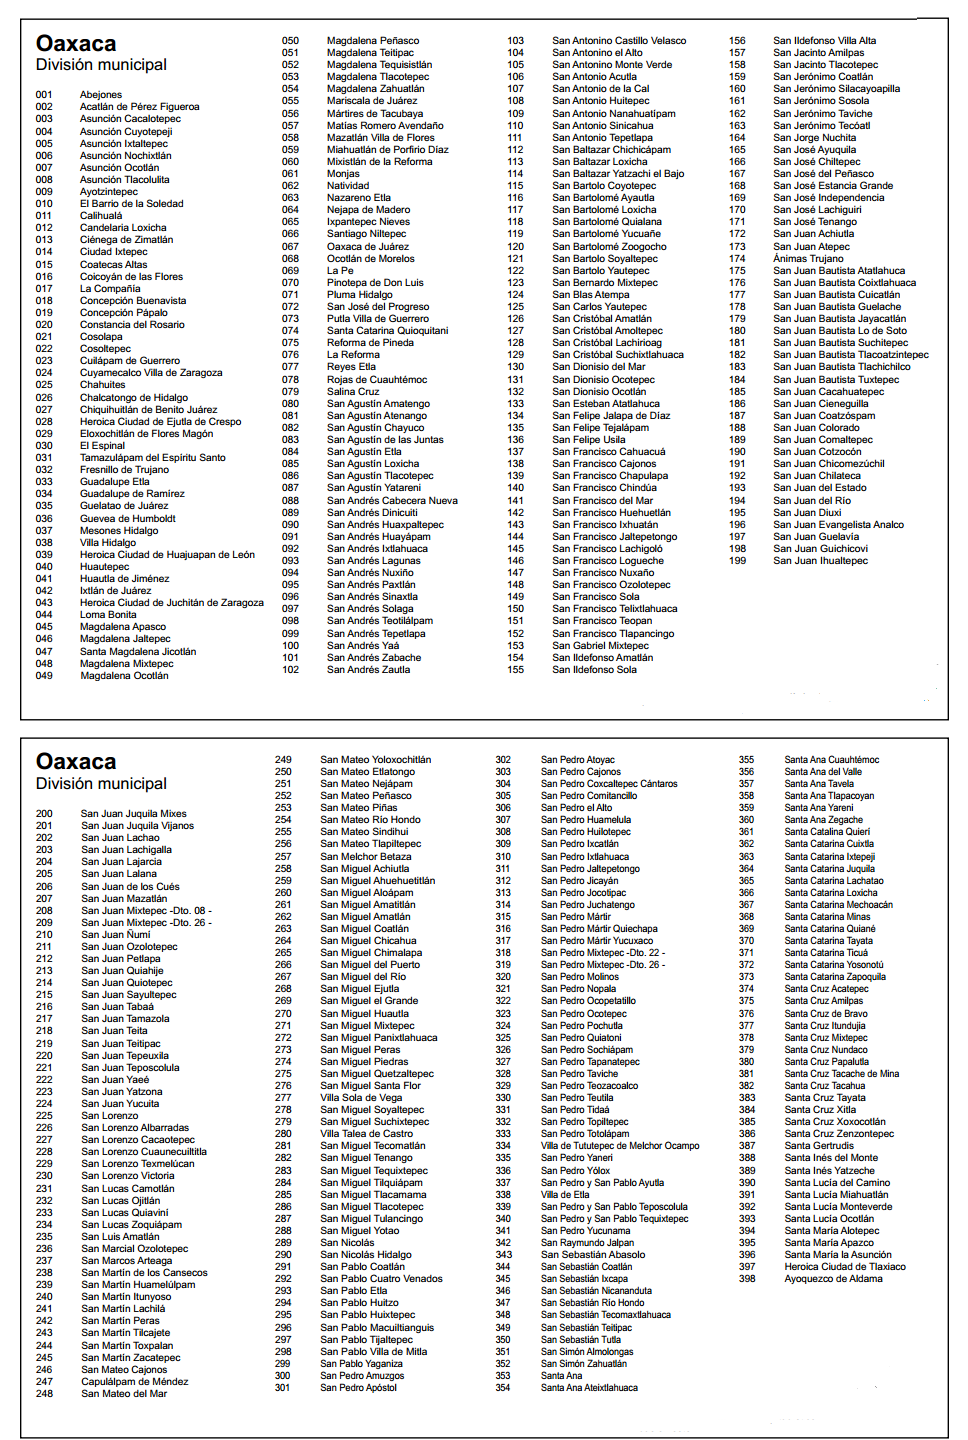 Oaxaca
División municipal
001 Abejones
002 Acatlán de Pérez Figueroa
003 Asunción Cacalotepec
004 Asunción Cuyotepeji
005 Asunción Ixtaltepec
006 Asunción Nochixtlán
007 Asunción Ocotlán
008 Asunción Tlacolulita
009 Ayotzintepec
010 El Barrio de la Soledad
011 Calihualá
012 Candelaria Loxicha
013 Ciénega de Zimatlán
014 Ciudad Ixtepec
015 Coatecas Altas
016 Coicoyán de las Flores
017 La Compañía
018 Concepción Buenavista
019 Concepción Pápalo
020 Constancia del Rosario
021 Cosolapa
022 Cosoltepec
023 Cuilápam de Guerrero
024 Cuyamecalco Villa de Zaragoza
025 Chahuites
026 Chalcatongo de Hidalgo
027 Chiquihuitlán de Benito Juárez
028 Heroica Ciudad de Ejutla de Crespo
029 Eloxochitlán de Flores Magón
030 El Espinal
031 Tamazulápam del Espíritu Santo
032 Fresnillo de Trujano
033 Guadalupe Etla
034 Guadalupe de Ramírez
035 Guelatao de Juárez
036 Guevea de Humboldt
037 Mesones Hidalgo
038 Villa Hidalgo
039 Heroica Ciudad de Huajuapan de León
040 Huautepec
041 Huautla de Jiménez
042 Ixtlán de Juárez
043 Heroica Ciudad de Juchitán de Zaragoza
044 Loma Bonita
045 Magdalena Apasco
046 Magdalena Jaltepec
047 Santa Magdalena Jicotlán
048 Magdalena Mixtepec
049 Magdalena Ocotlán
050 Magdalena Peñasco
051 Magdalena Teitipac
052 Magdalena Tequisistlán
053 Magdalena Tlacotepec
054 Magdalena Zahuatlán
055 Mariscala de Juárez
056 Mártires de Tacubaya
057 Matías Romero Avendaño
058 Mazatlán Villa de Flores
059 Miahuatlán de Porfirio Díaz
060 Mixistlán de la Reforma
061 Monjas
062 Natividad
063 Nazareno Etla
064 Nejapa de Madero
065 Ixpantepec Nieves
066 Santiago Niltepec
067 Oaxaca de Juárez
068 Ocotlán de Morelos
069 La Pe
070 Pinotepa de Don Luis
071 Pluma Hidalgo
072 San José del Progreso
073 Putla Villa de Guerrero
074 Santa Catarina Quioquitani
075 Reforma de Pineda
076 La Reforma
077 Reyes Etla
078 Rojas de Cuauhtémoc
079 Salina Cruz
080 San Agustín Amatengo
081 San Agustín Atenango
082 San Agustín Chayuco
083 San Agustín de las Juntas
084 San Agustín Etla
085 San Agustín Loxicha
086 San Agustín Tlacotepec
087 San Agustín Yatareni
088 San Andrés Cabecera Nueva
089 San Andrés Dinicuiti
090 San Andrés Huaxpaltepec
091 San Andrés Huayápam
092 San Andrés Ixtlahuaca
093 San Andrés Lagunas
094 San Andrés Nuxiño
095 San Andrés Paxtlán
096 San Andrés Sinaxtla
097 San Andrés Solaga
098 San Andrés Teotilálpam
099 San Andrés Tepetlapa
100 San Andrés Yaá
101 San Andrés Zabache
102 San Andrés Zautla
103 San Antonino Castillo Velasco
104 San Antonino el Alto
105 San Antonino Monte Verde
106 San Antonio Acutla
107 San Antonio de la Cal
108 San Antonio Huitepec
109 San Antonio Nanahuatípam
110 San Antonio Sinicahua
111 San Antonio Tepetlapa
112 San Baltazar Chichicápam
113 San Baltazar Loxicha
114 San Baltazar Yatzachi el Bajo
115 San Bartolo Coyotepec
116 San Bartolomé Ayautla
117 San Bartolomé Loxicha
118 San Bartolomé Quialana
119 San Bartolomé Yucuañe
120 San Bartolomé Zoogocho
121 San Bartolo Soyaltepec
122 San Bartolo Yautepec
123 San Bernardo Mixtepec
124 San Blas Atempa
125 San Carlos Yautepec
126 San Cristóbal Amatlán
127 San Cristóbal Amoltepec
128 San Cristóbal Lachirioag
129 San Cristóbal Suchixtlahuaca
130 San Dionisio del Mar
131 San Dionisio Ocotepec
132 San Dionisio Ocotlán
133 San Esteban Atatlahuca
134 San Felipe Jalapa de Díaz
135 San Felipe Tejalápam
136 San Felipe Usila
137 San Francisco Cahuacuá
138 San Francisco Cajonos
139 San Francisco Chapulapa
140 San Francisco Chindúa
141 San Francisco del Mar
142 San Francisco Huehuetlán
143 San Francisco Ixhuatán
144 San Francisco Jaltepetongo
145 San Francisco Lachigoló
146 San Francisco Logueche
147 San Francisco Nuxaño
148 San Francisco Ozolotepec
149 San Francisco Sola
150 San Francisco Telixtlahuaca
151 San Francisco Teopan
152 San Francisco Tlapancingo
153 San Gabriel Mixtepec
154 San Ildefonso Amatlán
155 San Ildefonso Sola
156 San Ildefonso Villa Alta
157 San Jacinto Amilpas
158 San Jacinto Tlacotepec
159 San Jerónimo Coatlán
160 San Jerónimo Silacayoapilla
161 San Jerónimo Sosola
162 San Jerónimo Taviche
163 San Jerónimo Tecóatl
164 San Jorge Nuchita
165 San José Ayuquila
166 San José Chiltepec
167 San José del Peñasco
168 San José Estancia Grande
169 San José Independencia
170 San José Lachiguiri
171 San José Tenango
172 San Juan Achiutla
173 San Juan Atepec
174 Ánimas Trujano
175 San Juan Bautista Atatlahuca
176 San Juan Bautista Coixtlahuaca
177 San Juan Bautista Cuicatlán
178 San Juan Bautista Guelache
179 San Juan Bautista Jayacatlán
180 San Juan Bautista Lo de Soto
181 San Juan Bautista Suchitepec
182 San Juan Bautista Tlacoatzintepec
183 San Juan Bautista Tlachichilco
184 San Juan Bautista Tuxtepec
185 San Juan Cacahuatepec
186 San Juan Cieneguilla
187 San Juan Coatzóspam
188 San Juan Colorado
189 San Juan Comaltepec
190 San Juan Cotzocón
191 San Juan Chicomezúchil
192 San Juan Chilateca
193 San Juan del Estado
194 San Juan del Río
195 San Juan Diuxi
196 San Juan Evangelista Analco
197 San Juan Guelavía
198 San Juan Guichicovi
199 San Juan Ihualtepec
Oaxaca
División municipal
200 San Juan Juquila Mixes
201 San Juan Juquila Vijanos
202 San Juan Lachao
203 San Juan Lachigalla
204 San Juan Lajarcia
205 San Juan Lalana
206 San Juan de los Cués
207 San Juan Mazatlán
208 San Juan Mixtepec -Dto. 08 -
209 San Juan Mixtepec -Dto. 26 -
210 San Juan Ñumí
211 San Juan Ozolotepec
212 San Juan Petlapa
213 San Juan Quiahije
214 San Juan Quiotepec
215 San Juan Sayultepec
216 San Juan Tabaá
217 San Juan Tamazola
218 San Juan Teita
219 San Juan Teitipac
220 San Juan Tepeuxila
221 San Juan Teposcolula
222 San Juan Yaeé
223 San Juan Yatzona
224 San Juan Yucuita
225 San Lorenzo
226 San Lorenzo Albarradas
227 San Lorenzo Cacaotepec
228 San Lorenzo Cuaunecuiltitla
229 San Lorenzo Texmelúcan
230 San Lorenzo Victoria
231 San Lucas Camotlán
232 San Lucas Ojitlán
233 San Lucas Quiaviní
234 San Lucas Zoquiápam
235 San Luis Amatlán
236 San Marcial Ozolotepec
237 San Marcos Arteaga
238 San Martín de los Cansecos
239 San Martín Huamelúlpam
240 San Martín Itunyoso
241 San Martín Lachilá
242 San Martín Peras
243 San Martín Tilcajete
244 San Martín Toxpalan
245 San Martín Zacatepec
246 San Mateo Cajonos
247 Capulálpam de Méndez
248 San Mateo del Mar
249 San Mateo Yoloxochitlán
250 San Mateo Etlatongo
251 San Mateo Nejápam
252 San Mateo Peñasco
253 San Mateo Piñas
254 San Mateo Río Hondo
255 San Mateo Sindihui
256 San Mateo Tlapiltepec
257 San Melchor Betaza
258 San Miguel Achiutla
259 San Miguel Ahuehuetitlán
260 San Miguel Aloápam
261 San Miguel Amatitlán
262 San Miguel Amatlán
263 San Miguel Coatlán
264 San Miguel Chicahua
265 San Miguel Chimalapa
266 San Miguel del Puerto
267 San Miguel del Río
268 San Miguel Ejutla
269 San Miguel el Grande
270 San Miguel Huautla
271 San Miguel Mixtepec
272 San Miguel Panixtlahuaca
273 San Miguel Peras
274 San Miguel Piedras
275 San Miguel Quetzaltepec
276 San Miguel Santa Flor
277 Villa Sola de Vega
278 San Miguel Soyaltepec
279 San Miguel Suchixtepec
280 Villa Talea de Castro
281 San Miguel Tecomatlán
282 San Miguel Tenango
283 San Miguel Tequixtepec
284 San Miguel Tilquiápam
285 San Miguel Tlacamama
286 San Miguel Tlacotepec
287 San Miguel Tulancingo
288 San Miguel Yotao
289 San Nicolás
290 San Nicolás Hidalgo
291 San Pablo Coatlán
292 San Pablo Cuatro Venados
293 San Pablo Etla
294 San Pablo Huitzo
295 San Pablo Huixtepec
296 San Pablo Macuiltianguis
297 San Pablo Tijaltepec
298 San Pablo Villa de Mitla
299 San Pablo Yaganiza
300 San Pedro Amuzgos
301 San Pedro Apóstol
302 San Pedro Atoyac
303 San Pedro Cajonos
304 San Pedro Coxcaltepec Cántaros
305 San Pedro Comitancillo
306 San Pedro el Alto
307 San Pedro Huamelula
308 San Pedro Huilotepec
309 San Pedro Ixcatlán
310 San Pedro Ixtlahuaca
311 San Pedro Jaltepetongo
312 San Pedro Jicayán
313 San Pedro Jocotipac
314 San Pedro Juchatengo
315 San Pedro Mártir
316 San Pedro Mártir Quiechapa
317 San Pedro Mártir Yucuxaco
318 San Pedro Mixtepec -Dto. 22 -
319 San Pedro Mixtepec -Dto. 26 -
320 San Pedro Molinos
321 San Pedro Nopala
322 San Pedro Ocopetatillo
323 San Pedro Ocotepec
324 San Pedro Pochutla
325 San Pedro Quiatoni
326 San Pedro Sochiápam
327 San Pedro Tapanatepec
328 San Pedro Taviche
329 San Pedro Teozacoalco
330 San Pedro Teutila
331 San Pedro Tidaá
332 San Pedro Topiltepec
333 San Pedro Totolápam
334 Villa de Tututepec de Melchor Ocampo
335 San Pedro Yaneri
336 San Pedro Yólox
337 San Pedro y San Pablo Ayutla
338 Villa de Etla
339 San Pedro y San Pablo Teposcolula
340 San Pedro y San Pablo Tequixtepec
341 San Pedro Yucunama
342 San Raymundo Jalpan
343 San Sebastián Abasolo
344 San Sebastián Coatlán
345 San Sebastián Ixcapa
346 San Sebastián Nicananduta
347 San Sebastián Río Hondo
348 San Sebastián Tecomaxtlahuaca
349 San Sebastián Teitipac
350 San Sebastián Tutla
351 San Simón Almolongas
352 San Simón Zahuatlán
353 Santa Ana
354 Santa Ana Ateixtlahuaca
355 Santa Ana Cuauhtémoc
356 Santa Ana del Valle
357 Santa Ana Tavela
358 Santa Ana Tlapacoyan
359 Santa Ana Yareni
360 Santa Ana Zegache
361 Santa Catalina Quierí
362 Santa Catarina Cuixtla
363 Santa Catarina Ixtepeji
364 Santa Catarina Juquila
365 Santa Catarina Lachatao
366 Santa Catarina Loxicha
367 Santa Catarina Mechoacán
368 Santa Catarina Minas
369 Santa Catarina Quiané
370 Santa Catarina Tayata
371 Santa Catarina Ticuá
372 Santa Catarina Yosonotú
373 Santa Catarina Zapoquila
374 Santa Cruz Acatepec
375 Santa Cruz Amilpas
376 Santa Cruz de Bravo
377 Santa Cruz Itundujia
378 Santa Cruz Mixtepec
379 Santa Cruz Nundaco
380 Santa Cruz Papalutla
381 Santa Cruz Tacache de Mina
382 Santa Cruz Tacahua
383 Santa Cruz Tayata
384 Santa Cruz Xitla
385 Santa Cruz Xoxocotlán
386 Santa Cruz Zenzontepec
387 Santa Gertrudis
388 Santa Inés del Monte
389 Santa Inés Yatzeche
390 Santa Lucía del Camino
391 Santa Lucía Miahuatlán
392 Santa Lucía Monteverde
393 Santa Lucía Ocotlán
394 Santa María Alotepec
395 Santa María Apazco
396 Santa María la Asunción
397 Heroica Ciudad de Tlaxiaco
398 Ayoquezco de Aldama